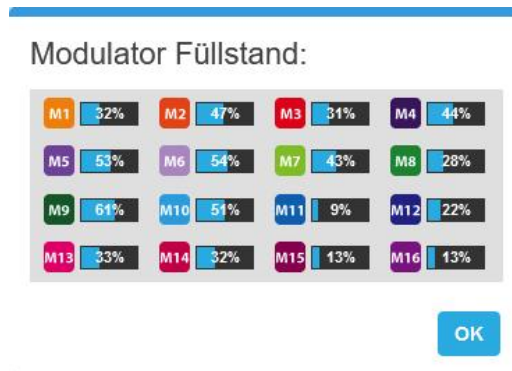 Modulator Füllstand:
M1 32% M2 47% M3 31% M4 44%
M5 53% M6 54% M7 43% M8 28%
M9 61% M10 51% M11 9% M12 22%
M13 33% M14 32% M15 13% M16 13%
OK